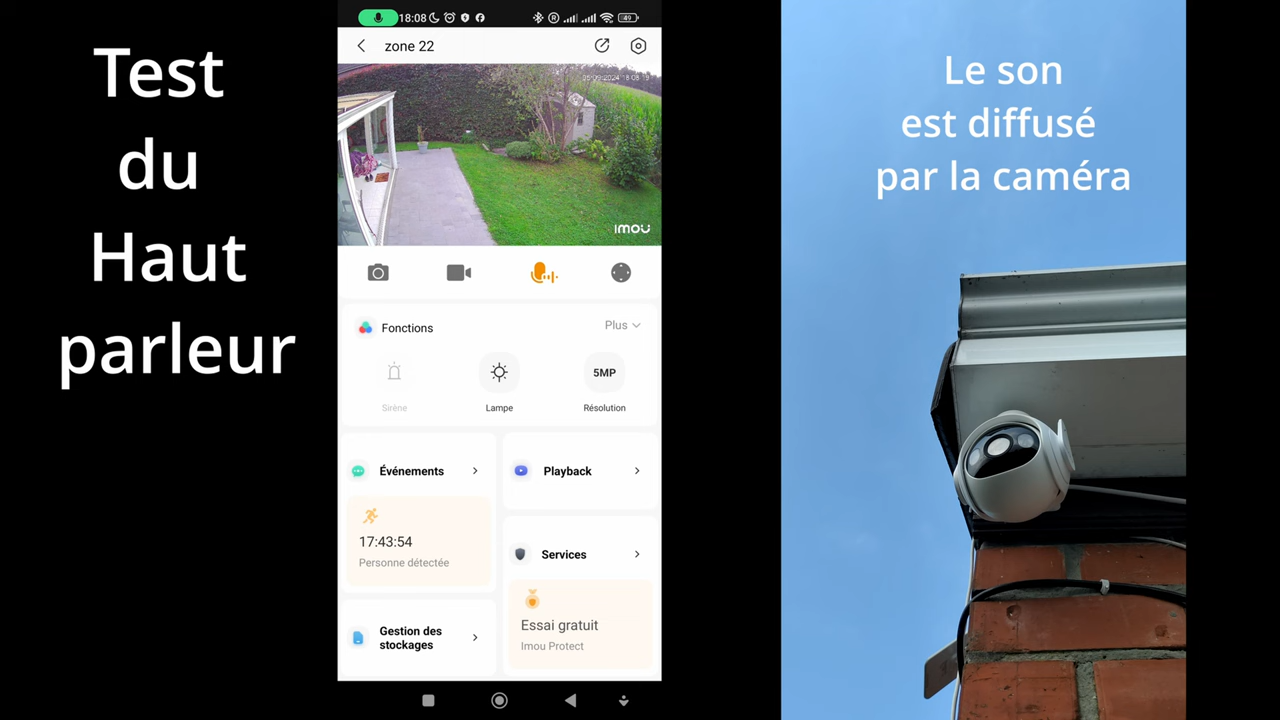 Test
du
Haut
parleur
18:08
49
zone 22
imou
Fonctions
Plus
Sirène
Lampe
5MP
Résolution
Événements
17:43:54
Personne détectée
Playback
Services
Essai gratuit
Imou Protect
Gestion des
stockages
Le son
est diffusé
par la caméra